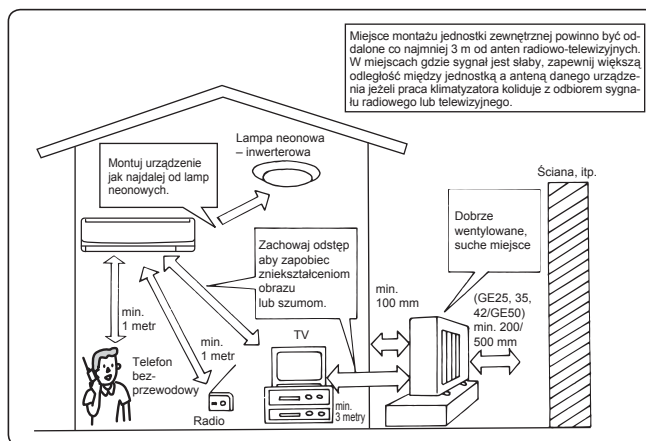 Miejsce montażu jednostki zewnętrznej powinno być od-
dalone co najmniej 3 m od anten radiowo-telewizyjnych.
W miejscach gdzie sygnał jest słaby, zapewnij większą
odległość między jednostką a anteną danego urządze-
nia jeżeli praca klimatyzatora koliduje z odbiorem sygna-
łu radiowego lub telewizyjnego.
Lampa neonowa
– inwerterowa
Montuj urządzenie
jak najdalej od lamp
neonowych.
Ściana, itp.
Dobrze
wentylowane,
suche miejsce
Zachowaj odstęp
aby zapobiec
zniekształceniom
obrazu
lub szumom.
min.
100 mm
(GE25, 35,
42/GE50)
min. 200/
500 mm
min.
1 metr
min.
1 metr
TV
Telefon
bez-
przewodowy
Radio
min.
3 metry